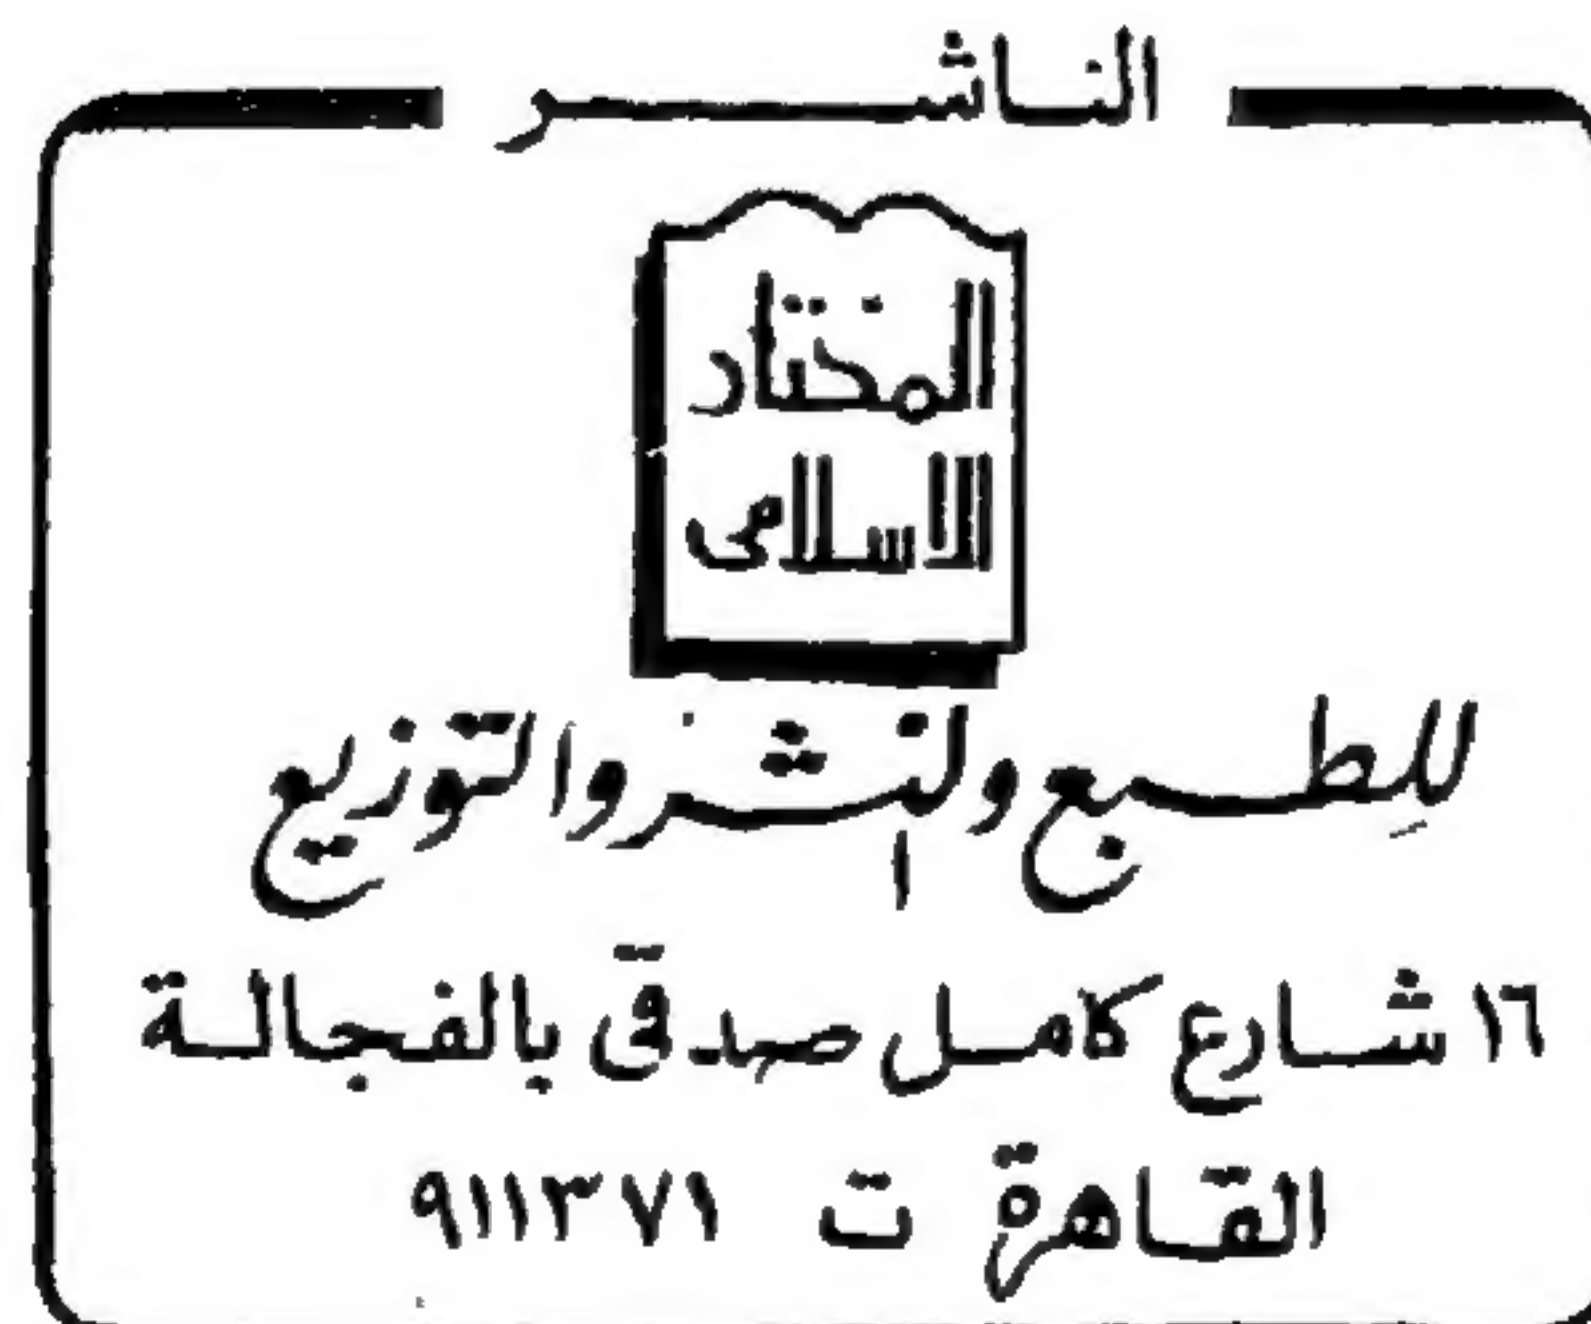 الناشر
المختار
الاسلامى
للطبع والنشر والتوزيع
١٦ شارع كامل صدقى بالفجالة
القاهرة ت ٩١١٣٧١